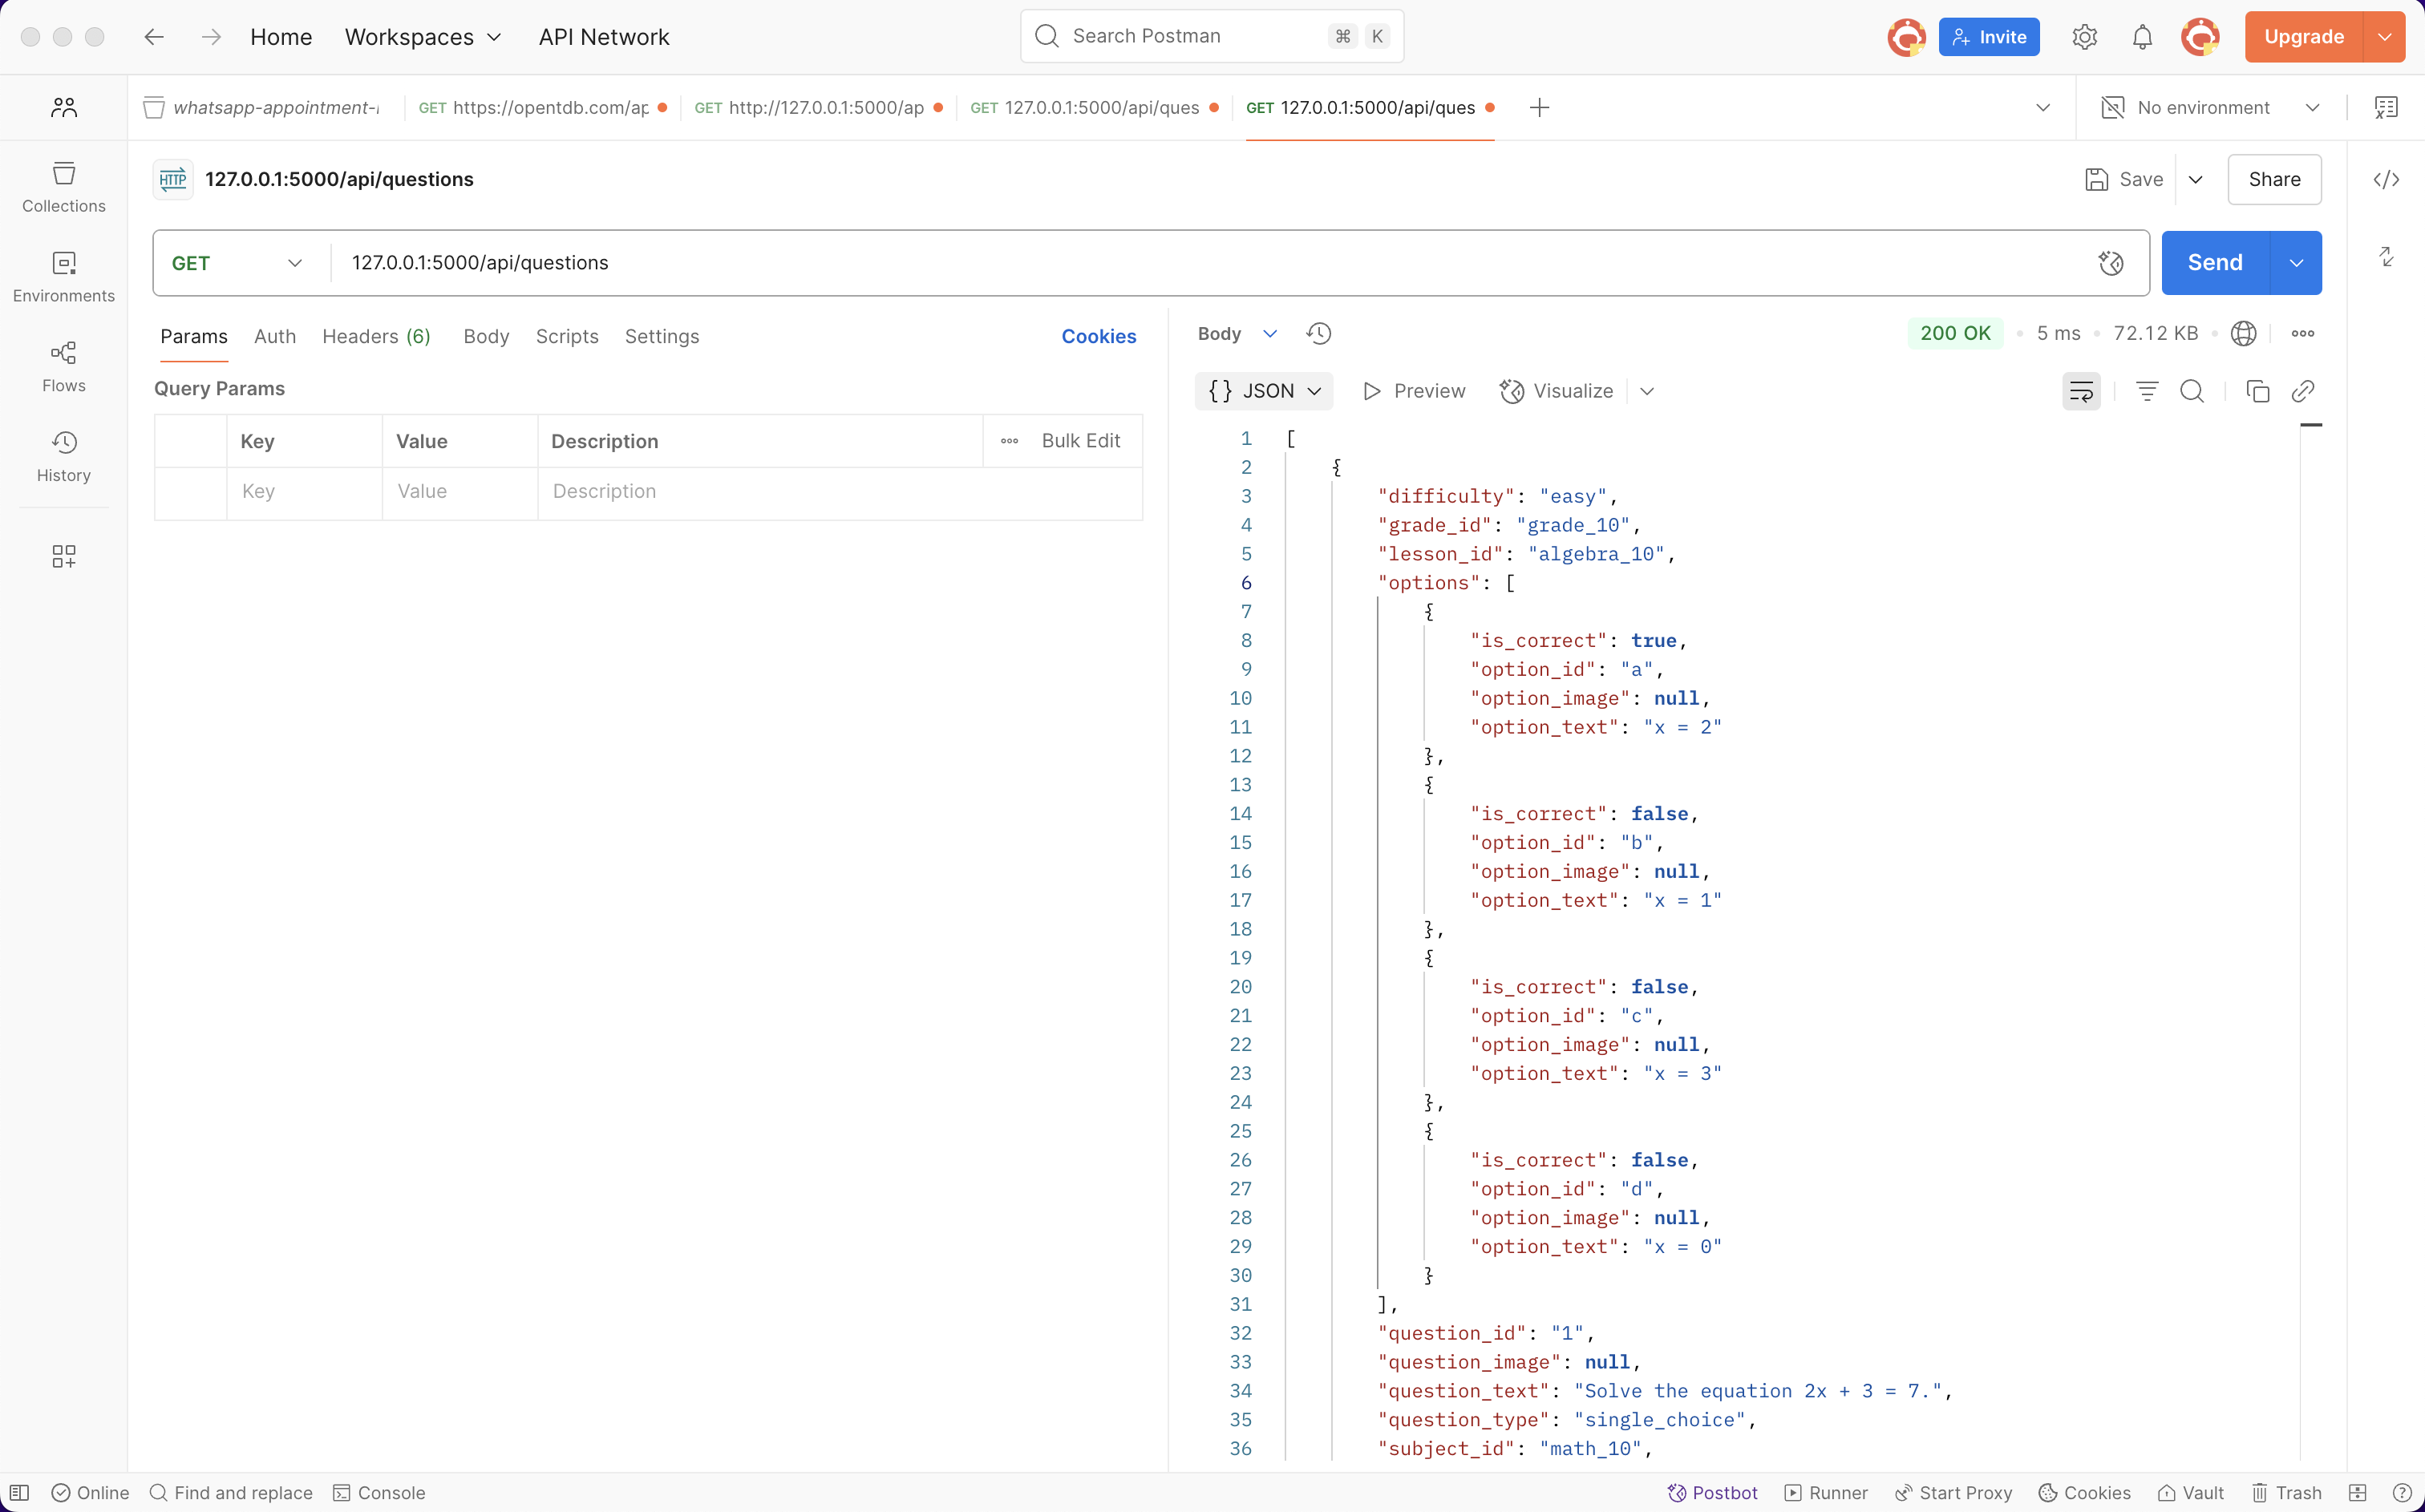 Home Workspaces API Network Search Postman ⌘ K Invite Upgrade
whatsapp-appointment- GET https://opentdb.com/ap GET http://127.0.0.1:5000/ap GET 127.0.0.1:5000/api/ques GET 127.0.0.1:5000/api/ques No environment
Collections
Environments
Flows
History
HTTP 127.0.0.1:5000/api/questions Save Share
GET 127.0.0.1:5000/api/questions Send
Params Auth Headers (6) Body Scripts Settings Cookies
Query Params
Key Value Description Bulk Edit
Key Value Description
Body 200 OK 5 ms 72.12 KB
{} JSON Preview Visualize
1 [
2 {
3 "difficulty": "easy",
4 "grade_id": "grade_10",
5 "lesson_id": "algebra_10",
6 "options": [
7 {
8 "is_correct": true,
9 "option_id": "a",
10 "option_image": null,
11 "option_text": "x = 2"
12 },
13 {
14 "is_correct": false,
15 "option_id": "b",
16 "option_image": null,
17 "option_text": "x = 1"
18 },
19 {
20 "is_correct": false,
21 "option_id": "c",
22 "option_image": null,
23 "option_text": "x = 3"
24 },
25 {
26 "is_correct": false,
27 "option_id": "d",
28 "option_image": null,
29 "option_text": "x = 0"
30 }
31 ],
32 "question_id": "1",
33 "question_image": null,
34 "question_text": "Solve the equation 2x + 3 = 7.",
35 "question_type": "single_choice",
36 "subject_id": "math_10",
Online Find and replace Console Postbot Runner Start Proxy Cookies Vault Trash